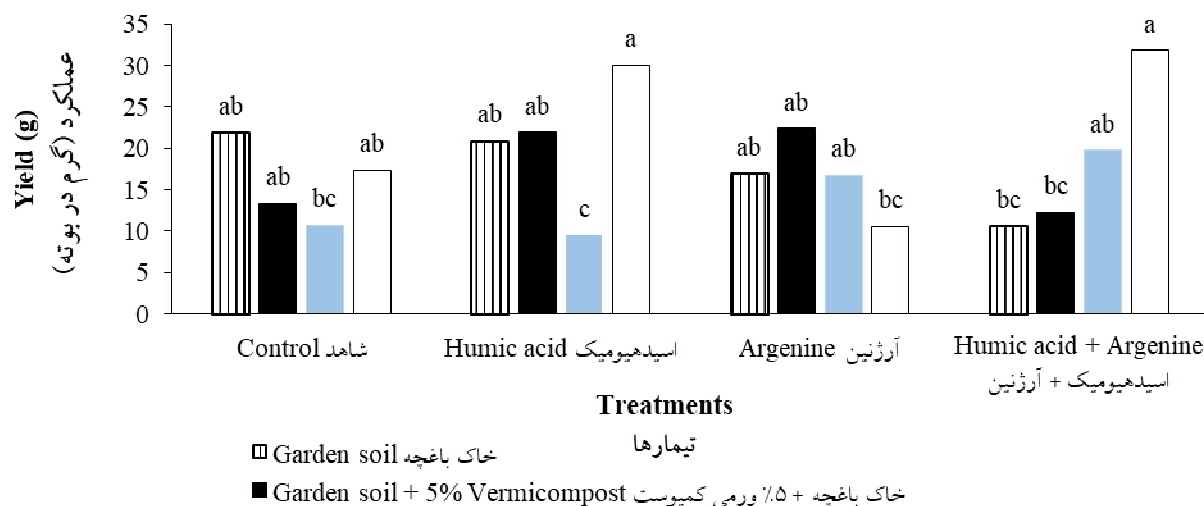 Yield (g)
عملکرد (گرم در بوته)
35
30
25
20
15
10
5
0
ab
ab
bc
ab
ab
ab
c
a
ab
ab
ab
bc
bc
bc
ab
a
Control شاهد
Humic acid اسیدهیومیک
Argenine آرژنین
Humic acid + Argenine
اسیدهیومیک + آرژنین
Treatments
تیمارها
Garden soil خاک باغچه
Garden soil + 5% Vermicompost خاک باغچه + ۵٪ ورمی کمپوست